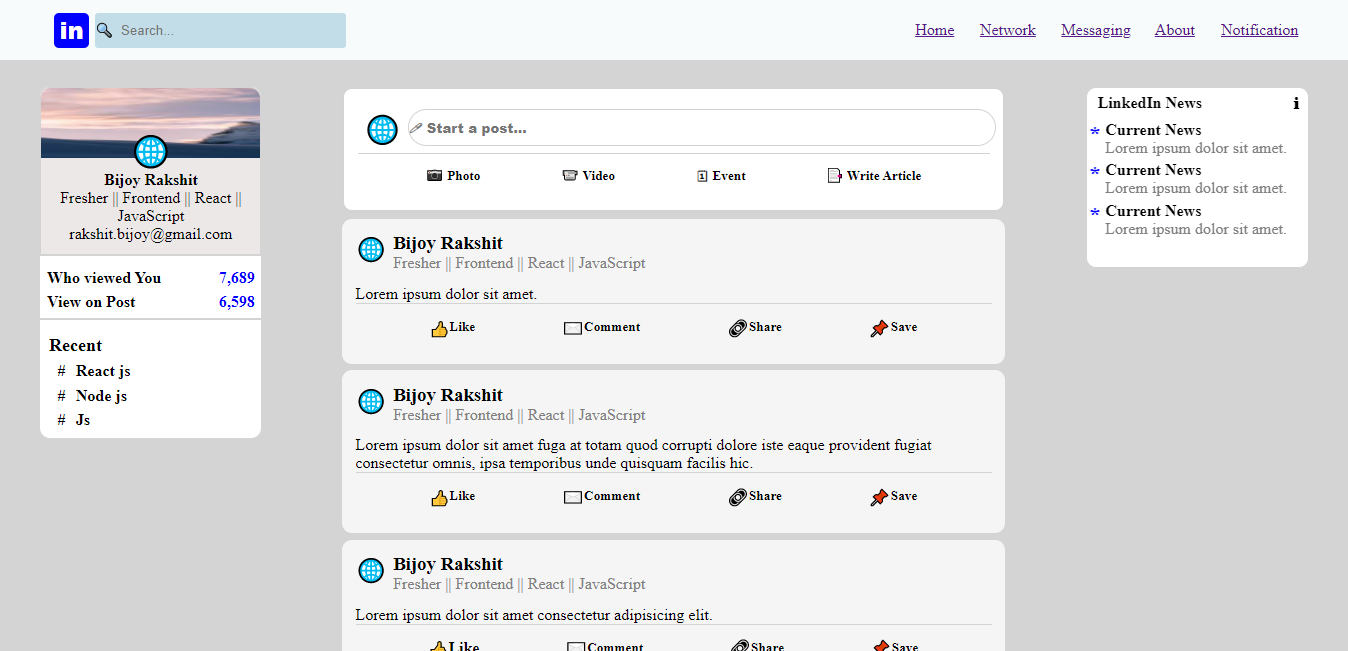 in Search... Home Network Messaging About Notification
Bijoy Rakshit
Fresher || Frontend || React ||
JavaScript
rakshit.bijoy@gmail.com
Who viewed You 7,689
View on Post 6,598
Recent
# React js
# Node js
# Js
Start a post...
Photo Video Event Write Article
Bijoy Rakshit
Fresher || Frontend || React || JavaScript
Lorem ipsum dolor sit amet.
Like Comment Share Save
Bijoy Rakshit
Fresher || Frontend || React || JavaScript
Lorem ipsum dolor sit amet fuga at totam quod corrupti dolore iste eaque provident fugiat
consectetur omnis, ipsa temporibus unde quisquam facilis hic.
Like Comment Share Save
Bijoy Rakshit
Fresher || Frontend || React || JavaScript
Lorem ipsum dolor sit amet consectetur adipisicing elit.
Like Comment Share Save
LinkedIn News i
* Current News
Lorem ipsum dolor sit amet.
* Current News
Lorem ipsum dolor sit amet.
* Current News
Lorem ipsum dolor sit amet.